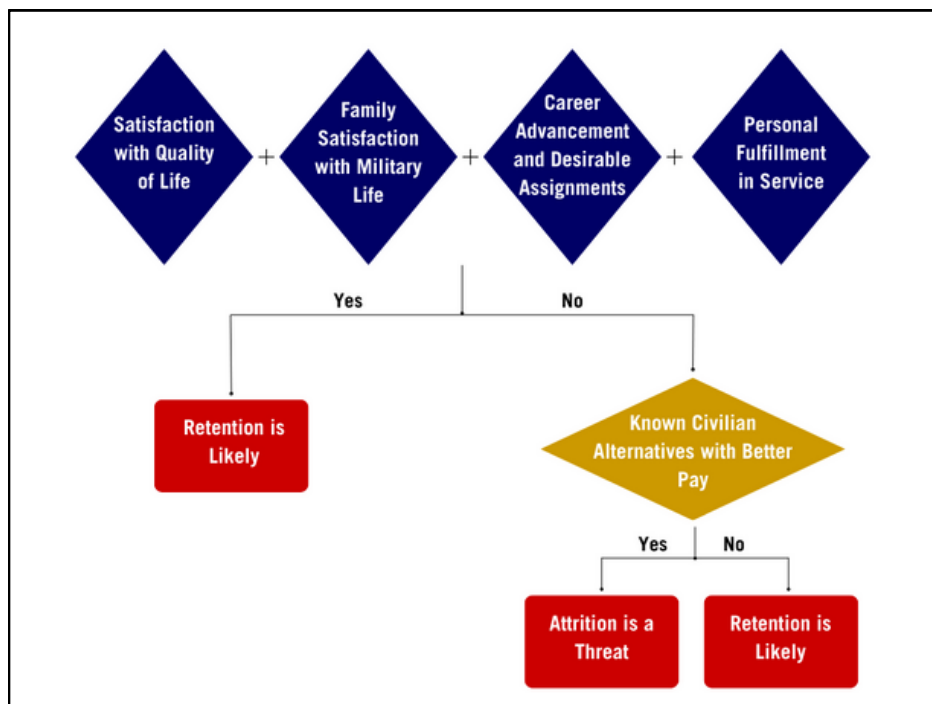 Satisfaction
with Quality
of Life
+
Family
Satisfaction
with Military
Life
+
Career
Advancement
and Desirable
Assignments
+
Personal
Fulfillment
in Service
Yes
No
Retention is
Likely
Known Civilian
Alternatives with Better
Pay
Yes
No
Attrition is a
Threat
Retention is
Likely